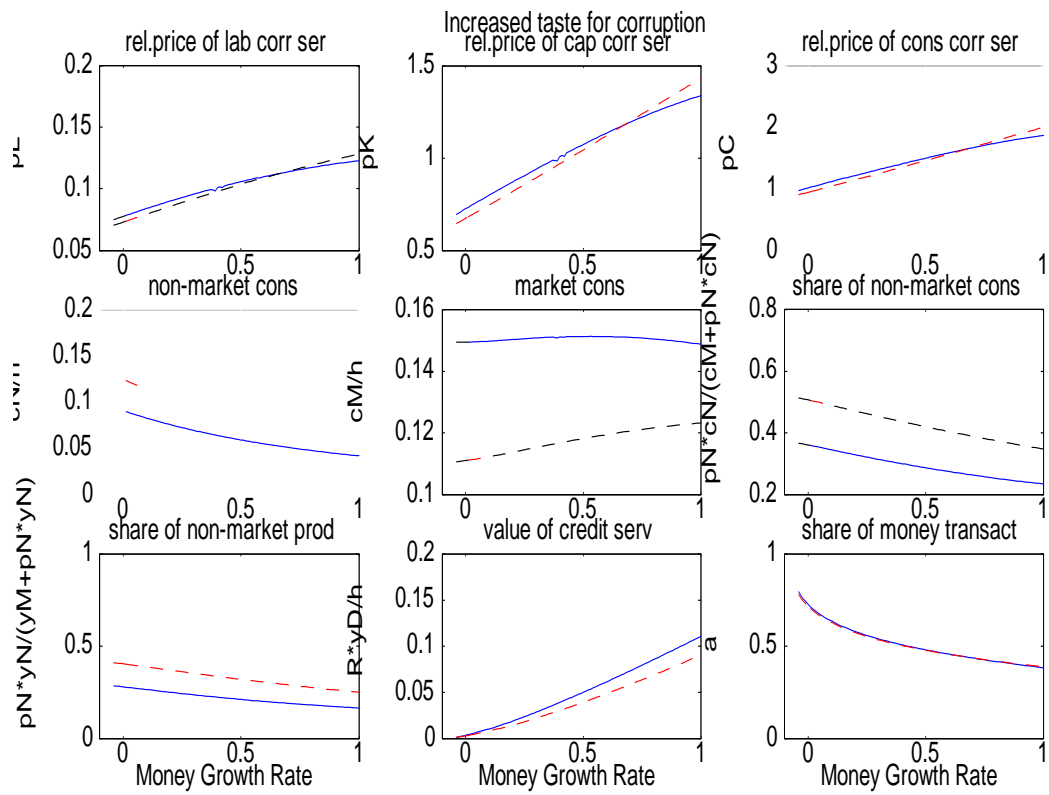 Increased taste for corruption
rel.price of lab corr ser
rel.price of cap corr ser
rel.price of cons corr ser
0.2
0.15
0.1
0.05
0 0.5 1
pK
1.5
1
0.5
0 0.5 1
pC
3
2
1
0
0 0.5 1
non-market cons
market cons
share of non-market cons
0.2
0.15
0.1
0.05
0
0 0.5 1
cM/h
0.16
0.14
0.12
0.1
0 0.5 1
pN*cN/(cM+pN*cN)
0.8
0.6
0.4
0.2
0 0.5 1
share of non-market prod
value of credit serv
share of money transact
pN*yN/(yM+pN*yN)
1
0.5
0
0 0.5 1
Money Growth Rate
R*yD/h
0.2
0.15
0.1
0.05
0
0 0.5 1
Money Growth Rate
a
1
0.5
0
0 0.5 1
Money Growth Rate